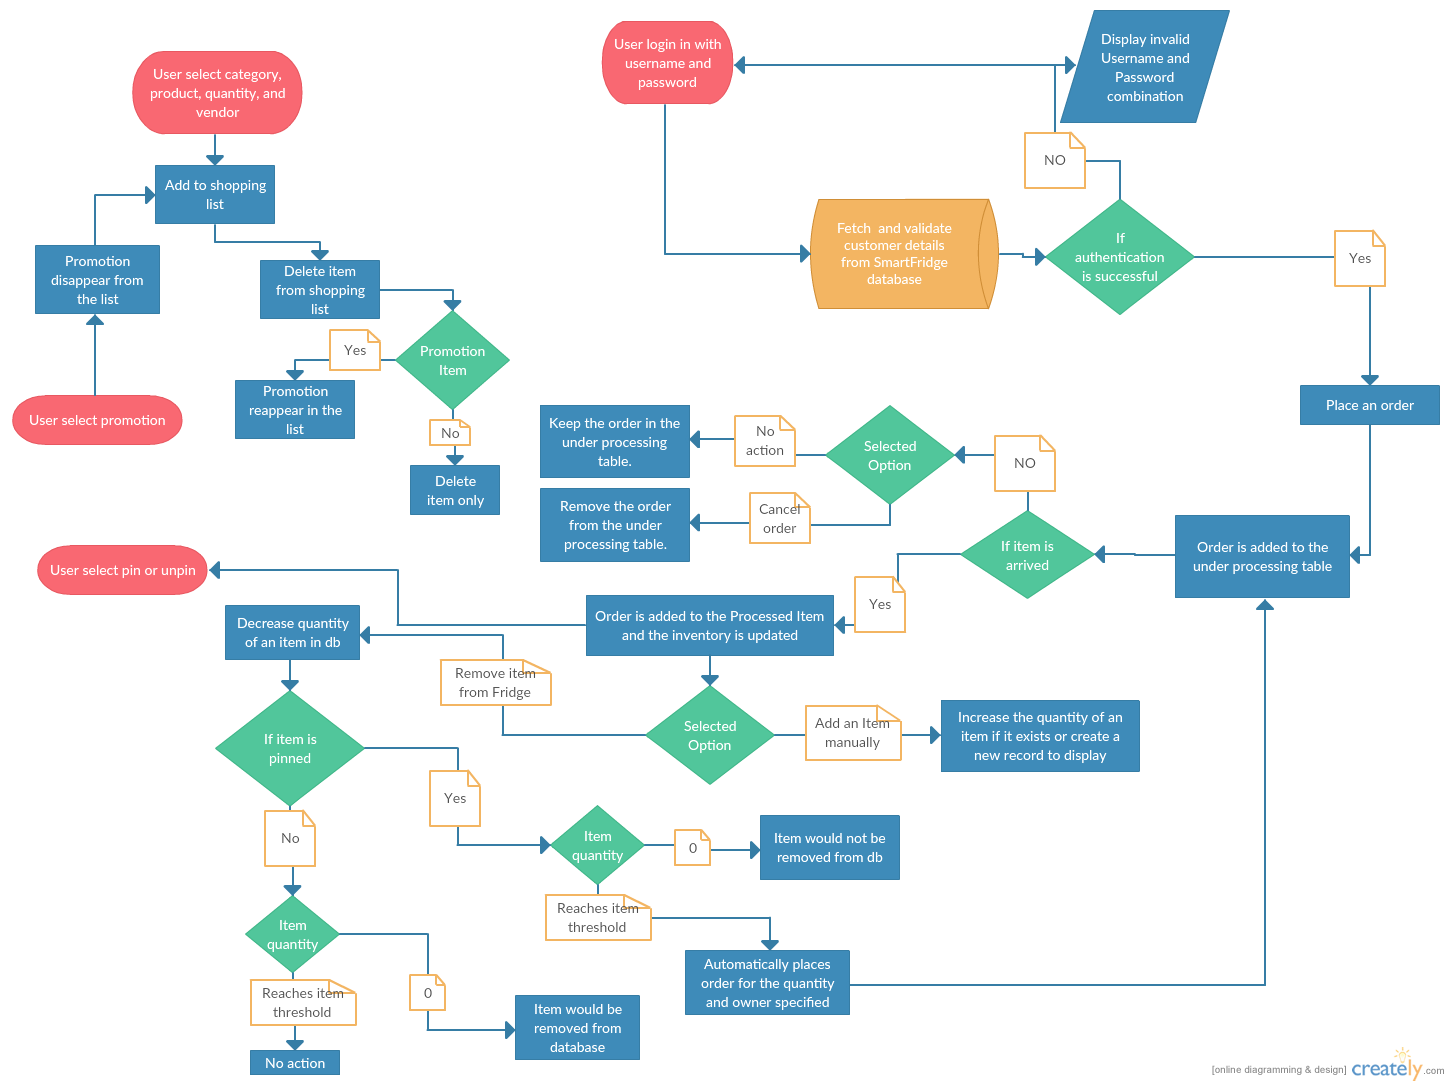 User select category,
product, quantity, and
vendor
Add to shopping
list
Promotion
disappear from
the list
User select promotion
Delete item
from shopping
list
Promotion
Item
Yes
Promotion
reappear in the
list
No
Delete
item only
User login in with
username and
password
Display invalid
Username and
Password
combination
NO
Fetch and validate
customer details
from SmartFridge
database
If
authentication
is successful
Yes
Place an order
Order is added to the
under processing table
If item is
arrived
NO
Selected
Option
No
action
Keep the order in the
under processing
table.
Cancel
order
Remove the order
from the under
processing table.
Yes
Order is added to the Processed Item
and the inventory is updated
User select pin or unpin
Selected
Option
Add an Item
manually
Increase the quantity of an
item if it exists or create a
new record to display
Remove item
from Fridge
Decrease quantity
of an item in db
If item is
pinned
Yes
Item
quantity
0
Item would not be
removed from db
Reaches item
threshold
Automatically places
order for the quantity
and owner specified
No
Item
quantity
Reaches item
threshold
No action
0
Item would be
removed from
database
[online diagramming & design] creately.com